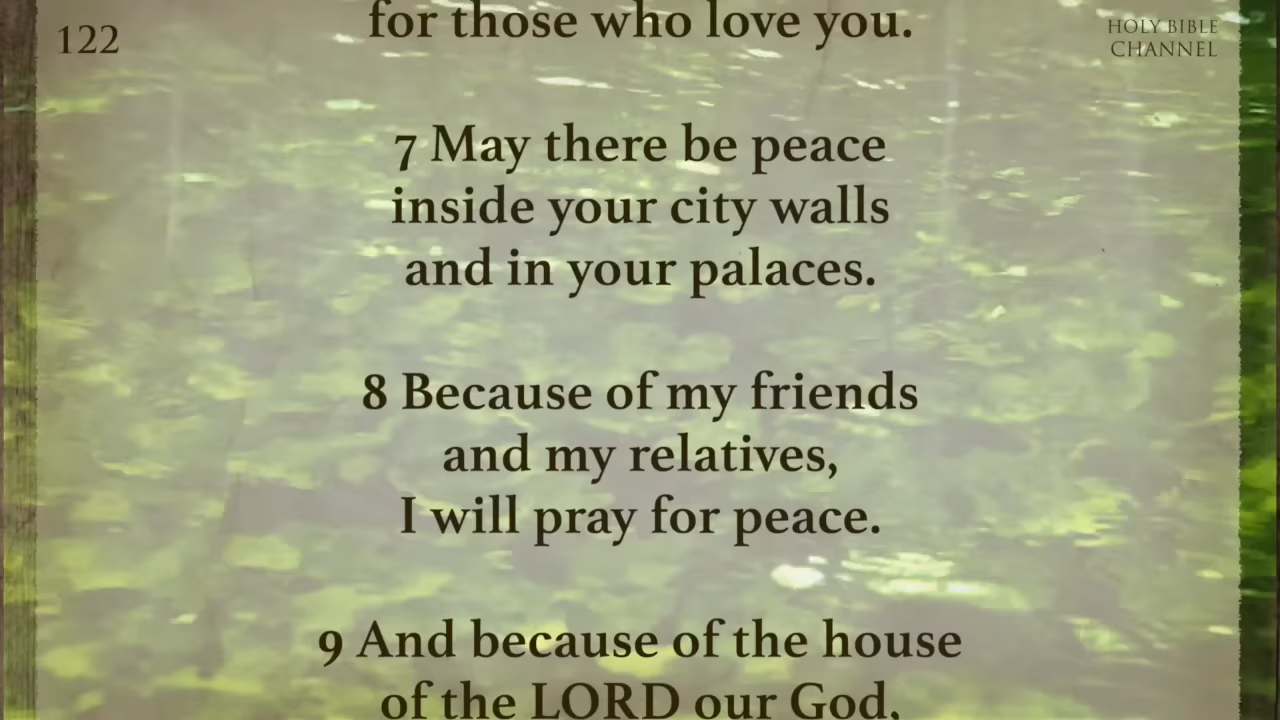 122
HOLY BIBLE
CHANNEL
for those who love you.
7 May there be peace
inside your city walls
and in your palaces.
8 Because of my friends
and my relatives,
I will pray for peace.
9 And because of the house
of the LORD our God,